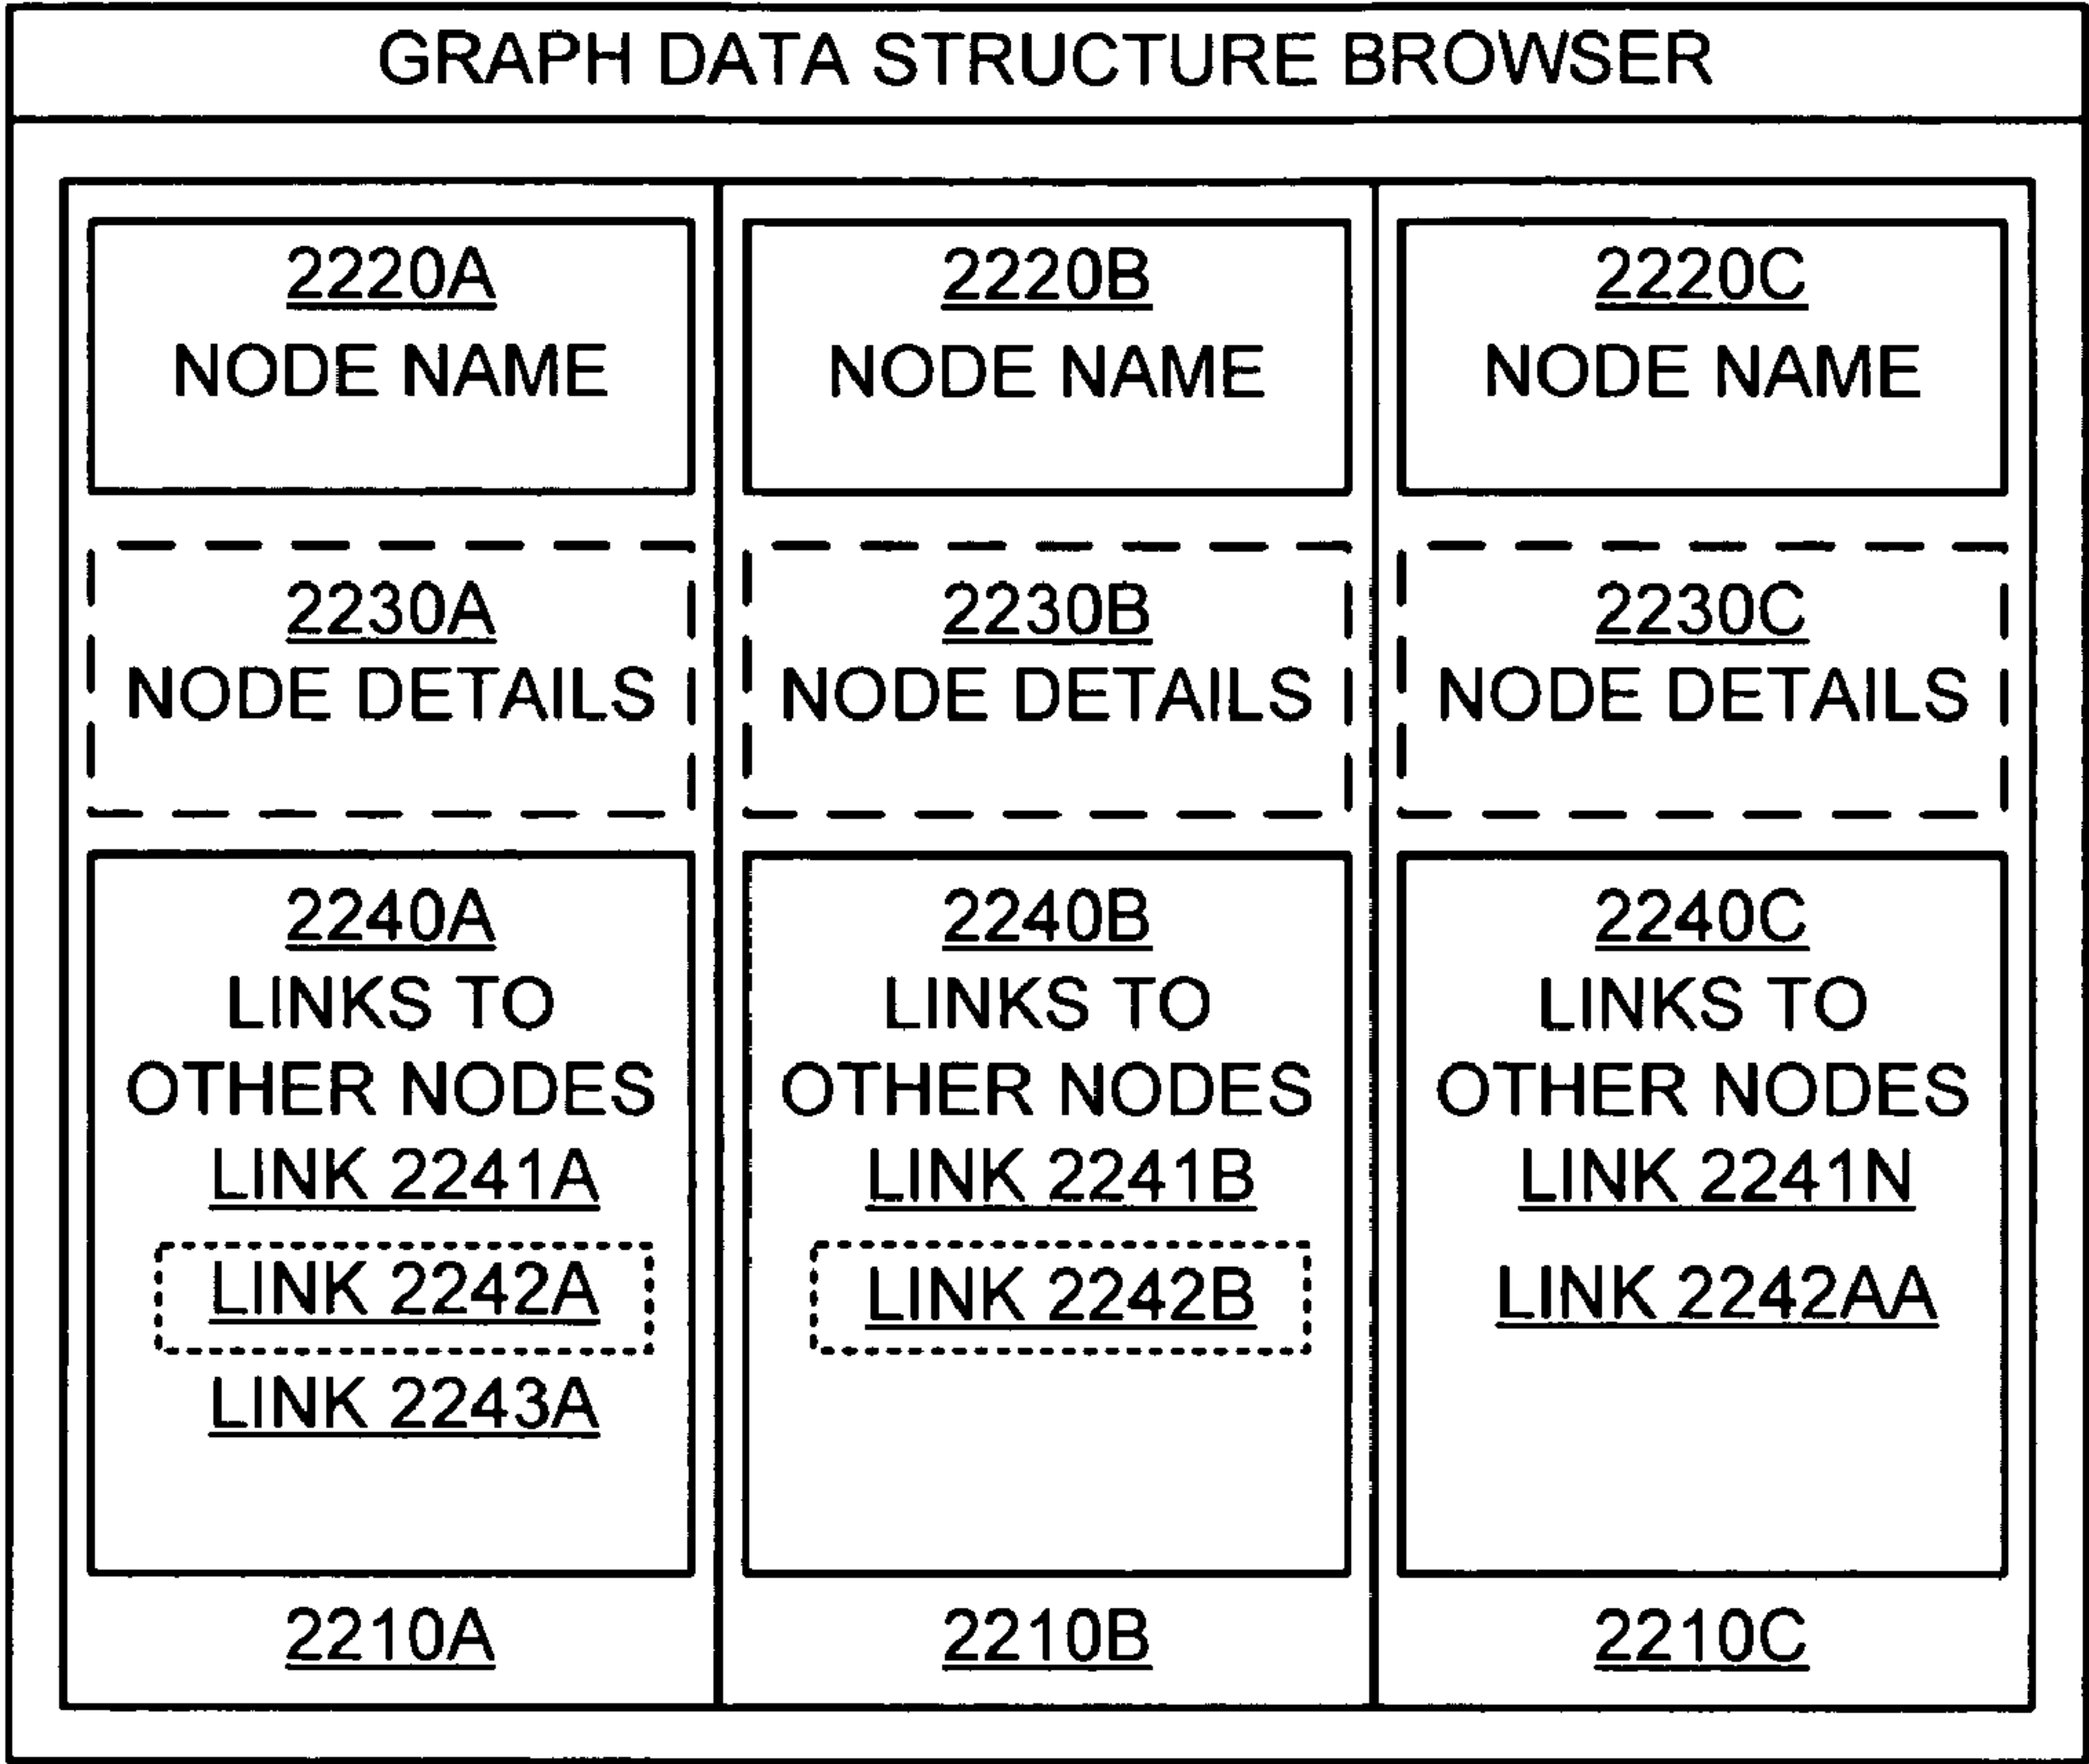 GRAPH DATA STRUCTURE BROWSER
2220A
NODE NAME
2230A
NODE DETAILS
2240A
LINKS TO
OTHER NODES
LINK 2241A
LINK 2242A
LINK 2243A
2210A
2220B
NODE NAME
2230B
NODE DETAILS
2240B
LINKS TO
OTHER NODES
LINK 2241B
LINK 2242B
2210B
2220C
NODE NAME
2230C
NODE DETAILS
2240C
LINKS TO
OTHER NODES
LINK 2241N
LINK 2242AA
2210C